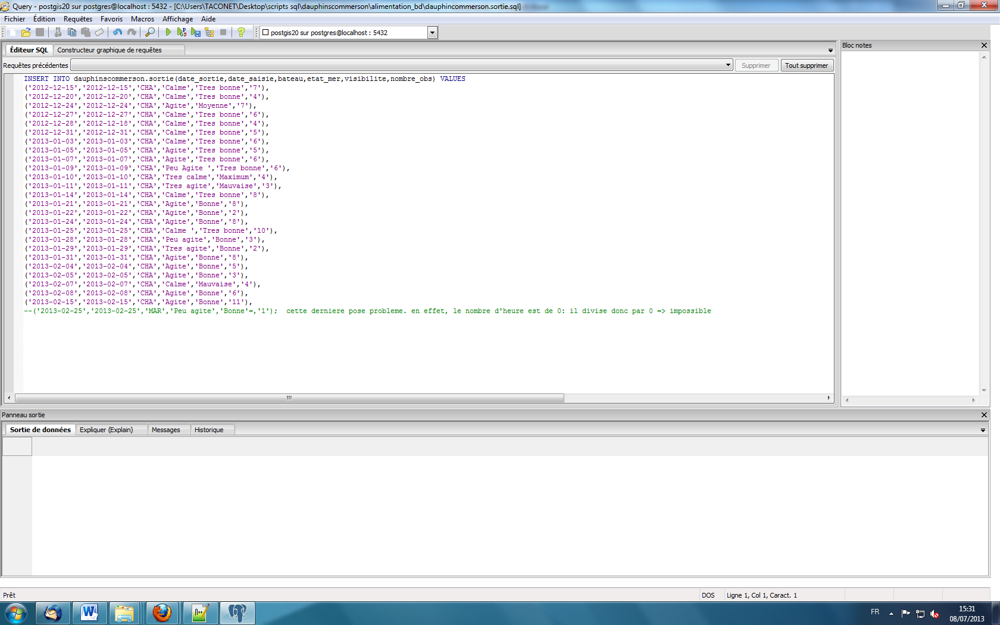 Query - postgis20 sur postgres@localhost : 5432 - [C:\Users\TACONET\Desktop\scripts sql\dauphinscommerson\alimentation_bd\dauphincommerson.sortie.sql]
Fichier Édition Requêtes Favoris Macros Affichage Aide
postgis20 sur postgres@localhost : 5432
Éditeur SQL Constructeur graphique de requêtes
Bloc notes
Requêtes précédentes Supprimer Tout supprimer
INSERT INTO dauphinscommerson.sortie(date_sortie,date_saisie,bateau,etat_mer,visibilite,nombre_obs) VALUES
('2012-12-15','2012-12-15','CHA','Calme','Tres bonne','7'),
('2012-12-20','2012-12-20','CHA','Calme','Tres bonne','4'),
('2012-12-24','2012-12-24','CHA','Agite','Moyenne','7'),
('2012-12-27','2012-12-27','CHA','Calme','Tres bonne','6'),
('2012-12-28','2012-12-18','CHA','Calme','Tres bonne','4'),
('2012-12-31','2012-12-31','CHA','Calme','Tres bonne','5'),
('2013-01-03','2013-01-03','CHA','Calme','Tres bonne','6'),
('2013-01-05','2013-01-05','CHA','Agite','Tres bonne','5'),
('2013-01-07','2013-01-07','CHA','Agite','Tres bonne','6'),
('2013-01-09','2013-01-09','CHA','Peu Agite ','Tres bonne','6'),
('2013-01-10','2013-01-10','CHA','Tres calme','Maximum','4'),
('2013-01-11','2013-01-11','CHA','Tres agite','Mauvaise','3'),
('2013-01-14','2013-01-14','CHA','Calme','Tres bonne','8'),
('2013-01-21','2013-01-21','CHA','Agite','Bonne','8'),
('2013-01-22','2013-01-22','CHA','Agite','Bonne','2'),
('2013-01-24','2013-01-24','CHA','Agite','Bonne','8'),
('2013-01-25','2013-01-25','CHA','Calme ','Tres bonne','10'),
('2013-01-28','2013-01-28','CHA','Peu agite','Bonne','3'),
('2013-01-29','2013-01-29','CHA','Tres agite','Bonne','2'),
('2013-01-31','2013-01-31','CHA','Agite','Bonne','8'),
('2013-02-04','2013-02-04','CHA','Agite','Bonne','5'),
('2013-02-05','2013-02-05','CHA','Agite','Bonne','3'),
('2013-02-07','2013-02-07','CHA','Calme','Mauvaise','4'),
('2013-02-08','2013-02-08','CHA','Agite','Bonne','6'),
('2013-02-15','2013-02-15','CHA','Agite','Bonne','11'),
--('2013-02-25','2013-02-25','MAR','Peu agite','Bonne'=,'1'); cette derniere pose probleme. en effet, le nombre d'heure est de 0: il divise donc par 0 => impossible
Panneau sortie
Sortie de données Expliquer (Explain) Messages Historique
Prêt DOS Ligne 1, Col 1, Caract. 1
FR 15:31
08/07/2013